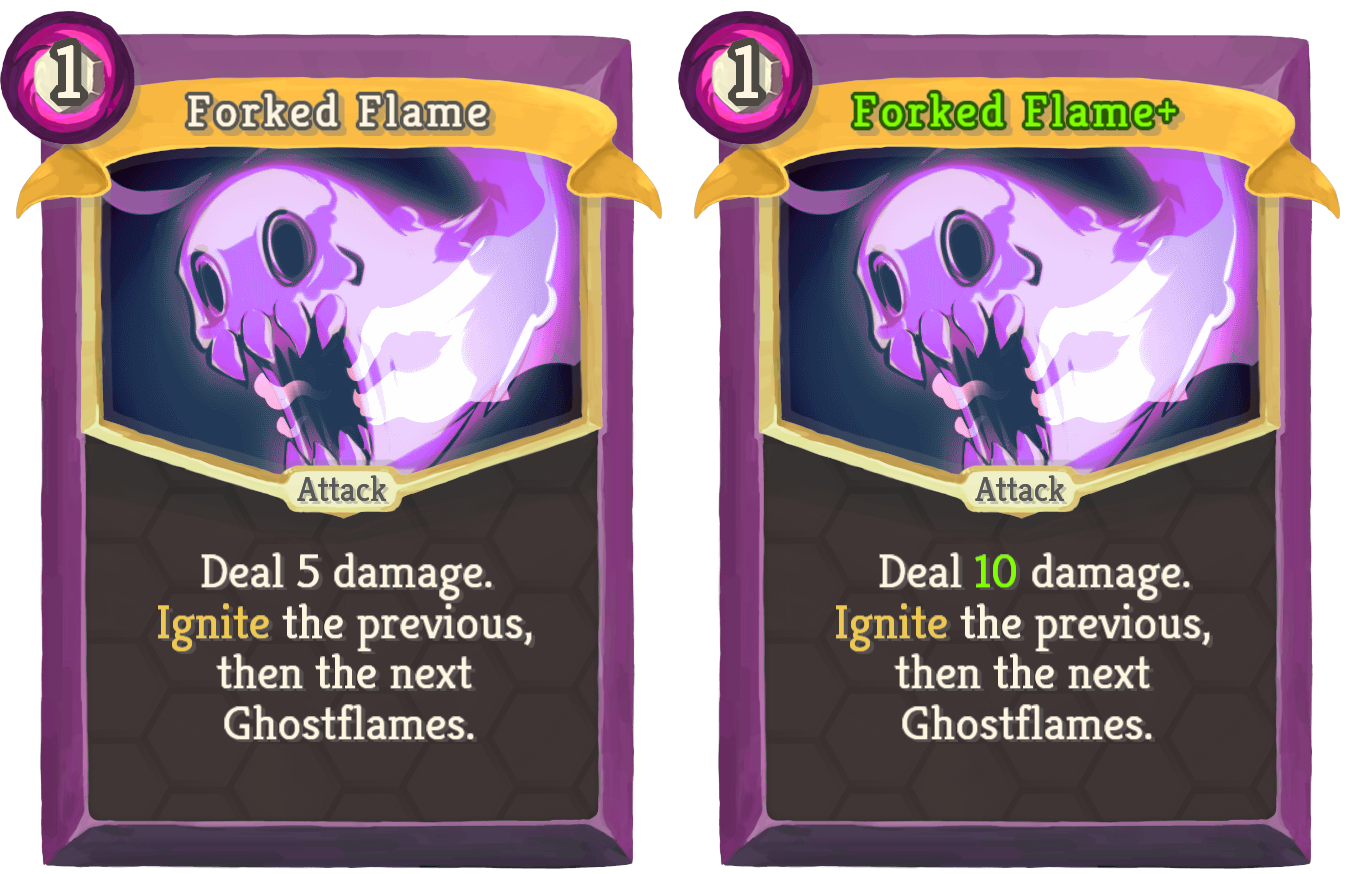 1
Forked Flame
Attack
Deal 5 damage.
Ignite the previous,
then the next
Ghostflames.
1
Forked Flame+
Attack
Deal 10 damage.
Ignite the previous,
then the next
Ghostflames.